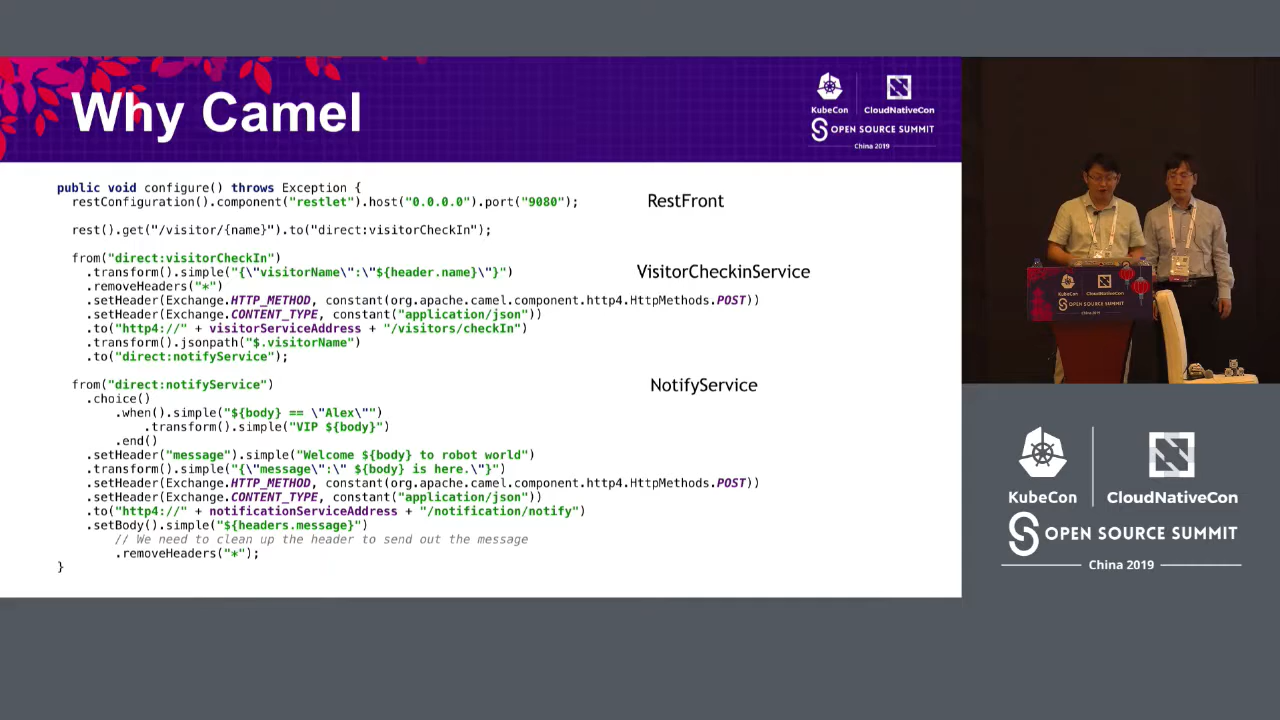 Why Camel
KubeCon
CloudNativeCon
OPEN SOURCE SUMMIT
China 2019
public void configure() throws Exception {
restConfiguration().component("restlet").host("0.0.0.0").port("9080");
RestFront
rest().get("/visitor/{name}").to("direct:visitorCheckIn");
from("direct:visitorCheckIn")
.transform().simple("{\"visitorName\":\"${header.name}\"}")
VisitorCheckinService
.removeHeaders("*")
.setHeader(Exchange.HTTP_METHOD, constant(org.apache.camel.component.http4.HttpMethods.POST))
.setHeader(Exchange.CONTENT_TYPE, constant("application/json"))
.to("http4://" + visitorServiceAddress + "/visitors/checkIn")
.transform().jsonpath("$.visitorName")
.to("direct:notifyService");
from("direct:notifyService")
NotifyService
.choice()
.when().simple("${body} == \"Alex\"")
.transform().simple("VIP ${body}")
.end()
.setHeader("message").simple("Welcome ${body} to robot world")
.transform().simple("{\"message\":\" ${body} is here.\"}")
.setHeader(Exchange.HTTP_METHOD, constant(org.apache.camel.component.http4.HttpMethods.POST))
.setHeader(Exchange.CONTENT_TYPE, constant("application/json"))
.to("http4://" + notificationServiceAddress + "/notification/notify")
.setBody().simple("${headers.message}")
// We need to clean up the header to send out the message
.removeHeaders("*");
}
KubeCon
CloudNativeCon
OPEN SOURCE SUMMIT
KubeCon
CloudNativeCon
OPEN SOURCE SUMMIT
China 2019